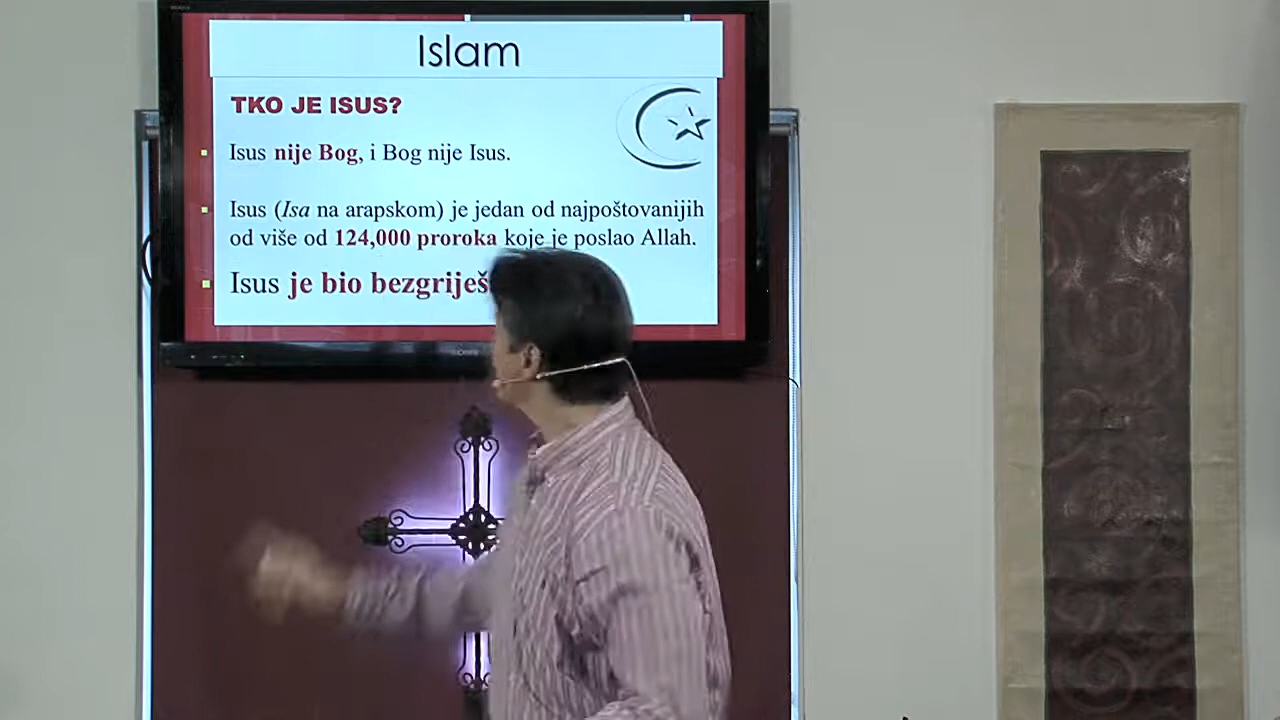 Islam
TKO JE ISUS?
Isus nije Bog, i Bog nije Isus.
Isus (Isa na arapskom) je jedan od najpoštovanijih
od više od 124,000 proroka koje je poslao Allah.
Isus je bio bezgriješ